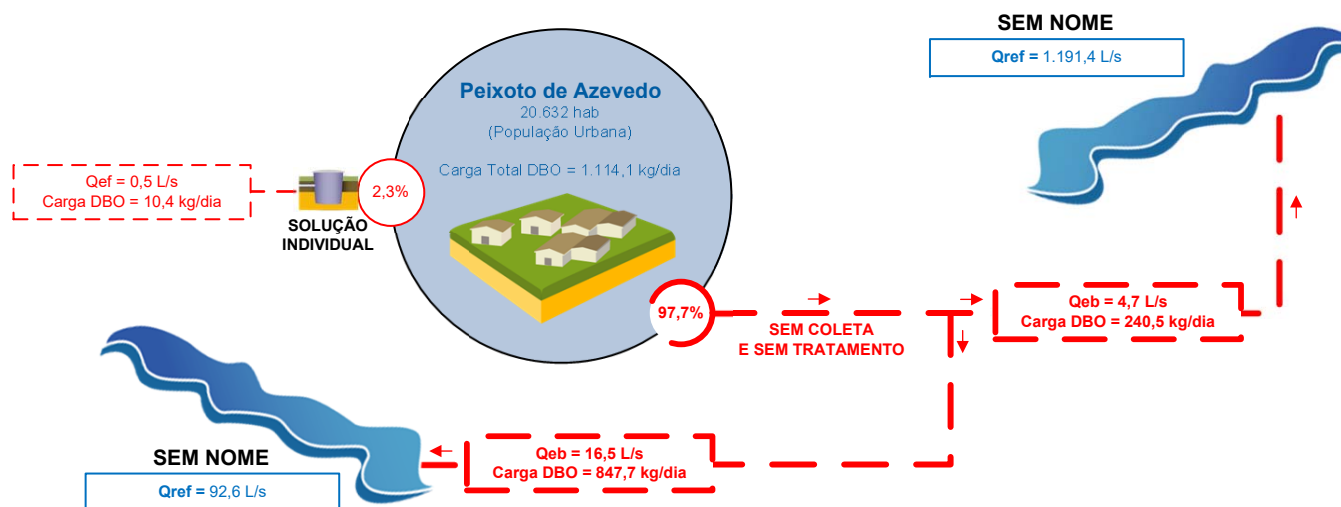 SEM NOME
Qref = 1.191,4 L/s
Peixoto de Azevedo
20.632 hab
(População Urbana)
Carga Total DBO = 1.114,1 kg/dia
Qef = 0,5 L/s
Carga DBO = 10,4 kg/dia
2,3%
SOLUÇÃO
INDIVIDUAL
97,7%
SEM COLETA
E SEM TRATAMENTO
Qeb = 4,7 L/s
Carga DBO = 240,5 kg/dia
Qeb = 16,5 L/s
Carga DBO = 847,7 kg/dia
SEM NOME
Qref = 92,6 L/s